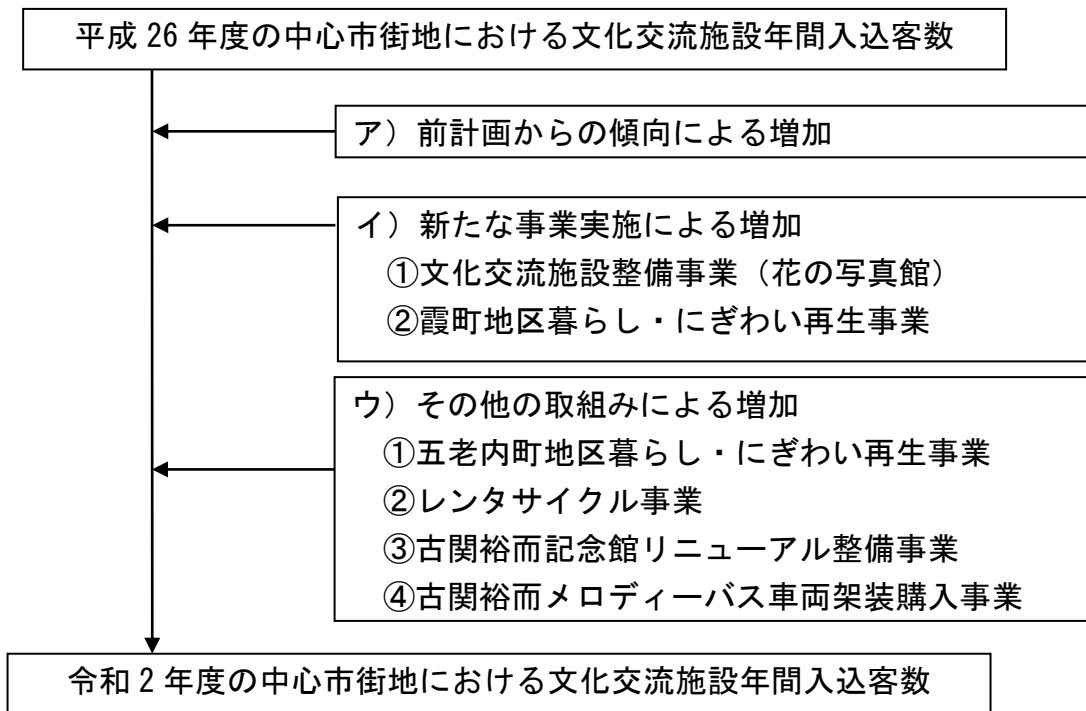 平成 26 年度の中心市街地における文化交流施設年間入込客数
ア）前計画からの傾向による増加
イ）新たな事業実施による増加
①文化交流施設整備事業（花の写真館）
②霞町地区暮らし・にぎわい再生事業
ウ）その他の取組みによる増加
①五老内町地区暮らし・にぎわい再生事業
②レンタサイクル事業
③古関裕而記念館リニューアル整備事業
④古関裕而メロディーバス車両架装購入事業
令和 2 年度の中心市街地における文化交流施設年間入込客数